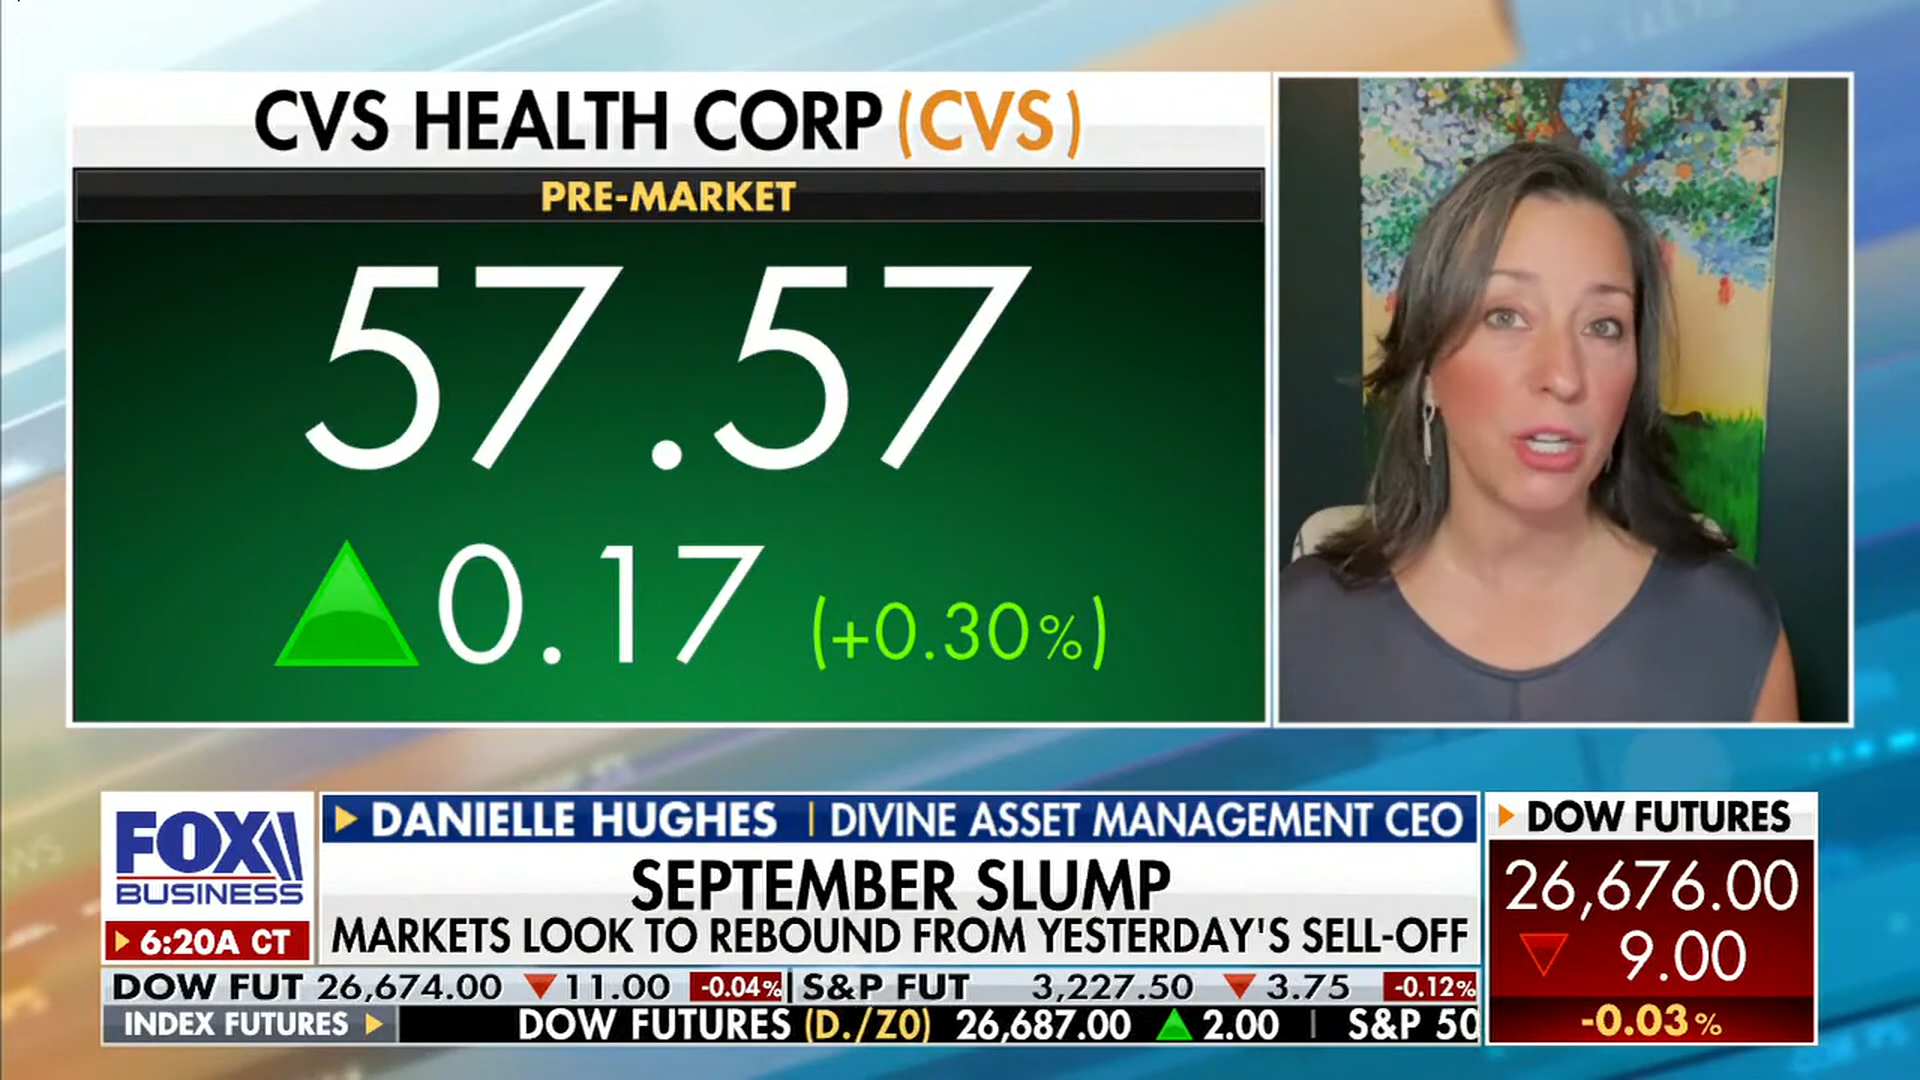 CVS HEALTH CORP (CVS)
PRE-MARKET
57.57
0.17 (+0.30%)
FOX
BUSINESS
6:20A CT
DANIELLE HUGHES | DIVINE ASSET MANAGEMENT CEO
SEPTEMBER SLUMP
MARKETS LOOK TO REBOUND FROM YESTERDAY'S SELL-OFF
DOW FUTURES
26,676.00
9.00
-0.03%
DOW FUT 26,674.00 11.00 -0.04% | S&P FUT 3,227.50 3.75 -0.12%
INDEX FUTURES DOW FUTURES (D./Z0) 26,687.00 2.00 | S&P 50